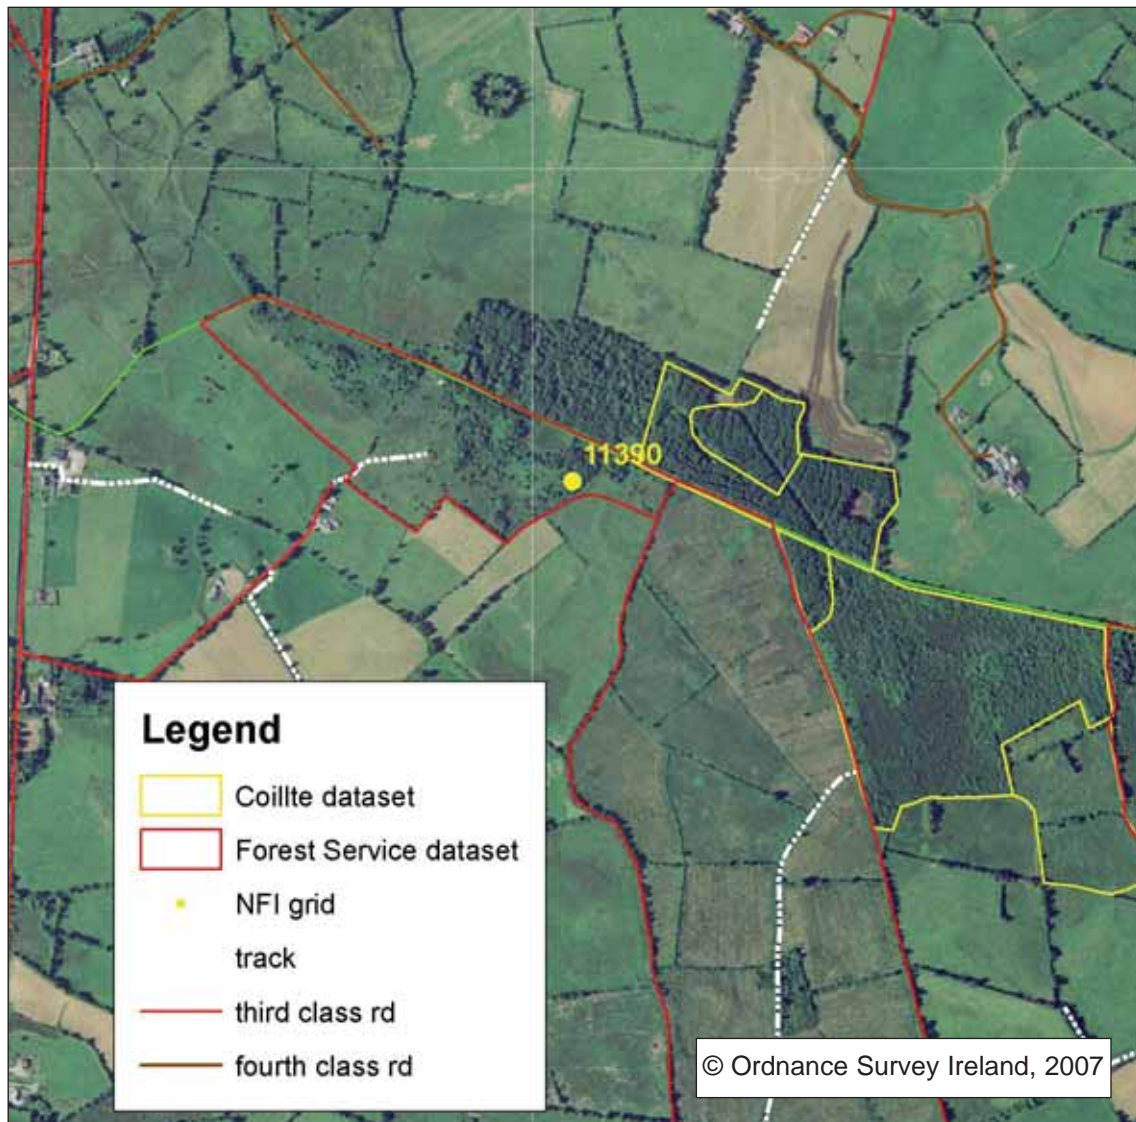 11390
Legend
Coillte dataset
Forest Service dataset
NFI grid
track
third class rd
fourth class rd
© Ordnance Survey Ireland, 2007